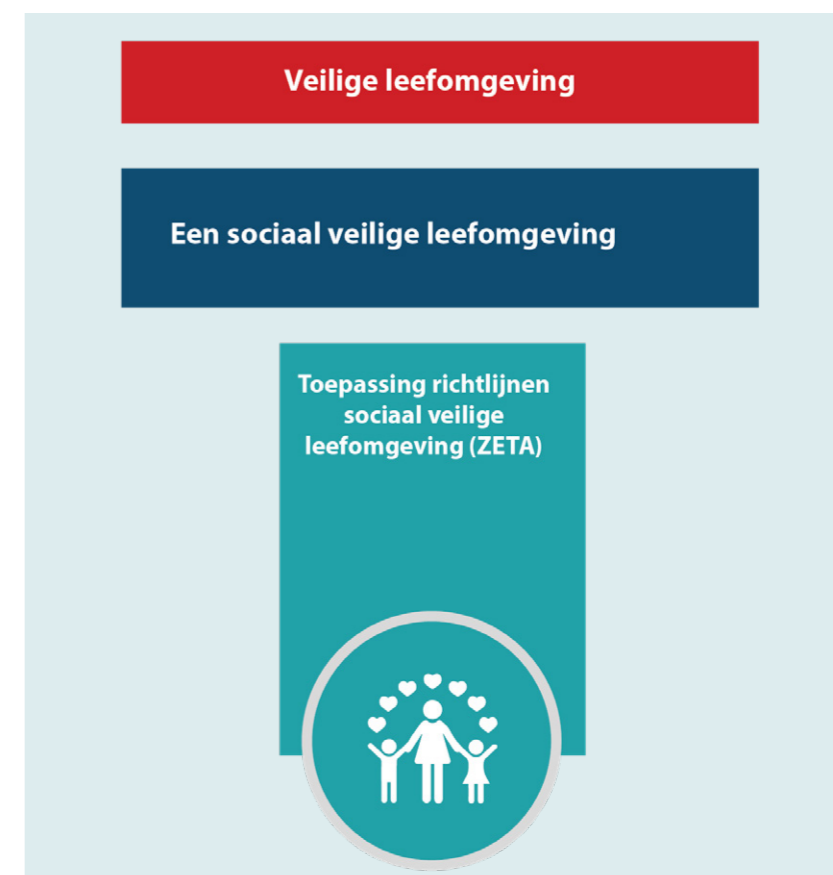 Veilige leefomgeving
Een sociaal veilige leefomgeving
Toepassing richtlijnen
sociaal veilige
leefomgeving (ZETA)